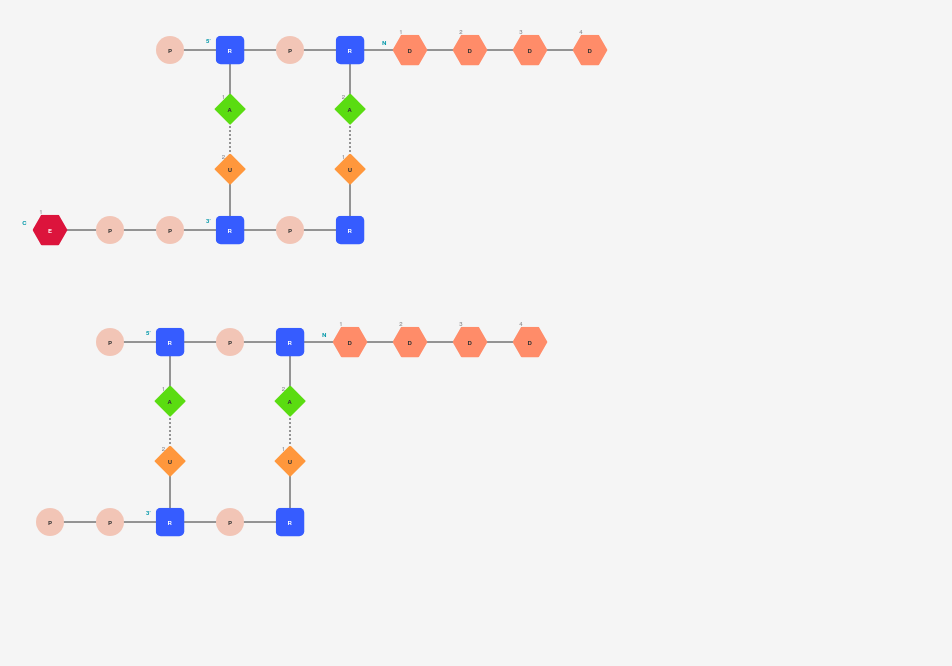 1 2 3 4
5' N
P R P R D D D D
1 2
A A
2 1
U U
1
C 3'
E P P R P R
1 2 3 4
5' N
P R P R D D D D
1 2
A A
2 1
U U
3'
P P R P R